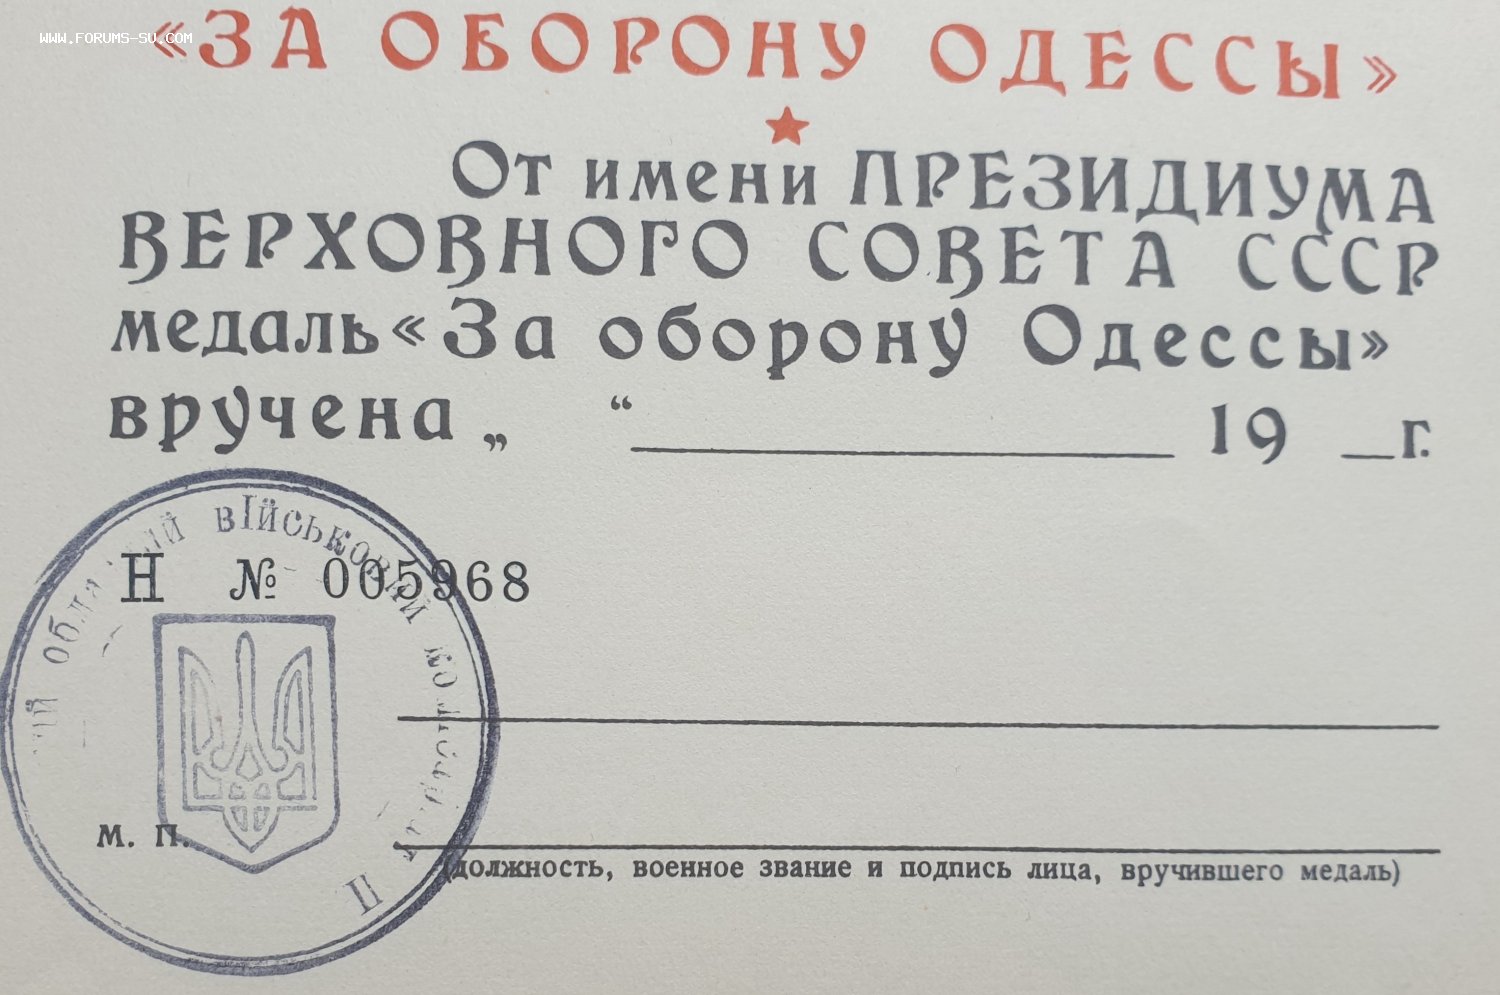 WWW.FORUMS-SU.COM
«ЗА ОБОРОНУ ОДЕССЫ»
От имени ПРЕЗИДИУМА
ВЕРХОВНОГО СОВЕТА СССР
медаль «За оборону Одессы»
вручена „ “ 19 г.
Н № 005968
військовий
м. п.
(должность, военное звание и подпись лица, вручившего медаль)